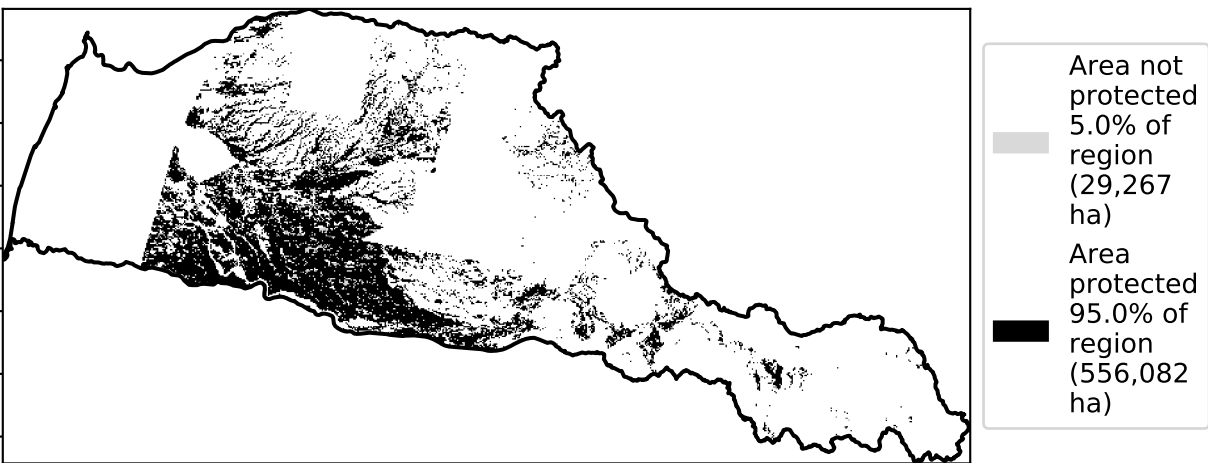 Area not
protected
5.0% of
region
(29,267
ha)
Area
protected
95.0% of
region
(556,082
ha)